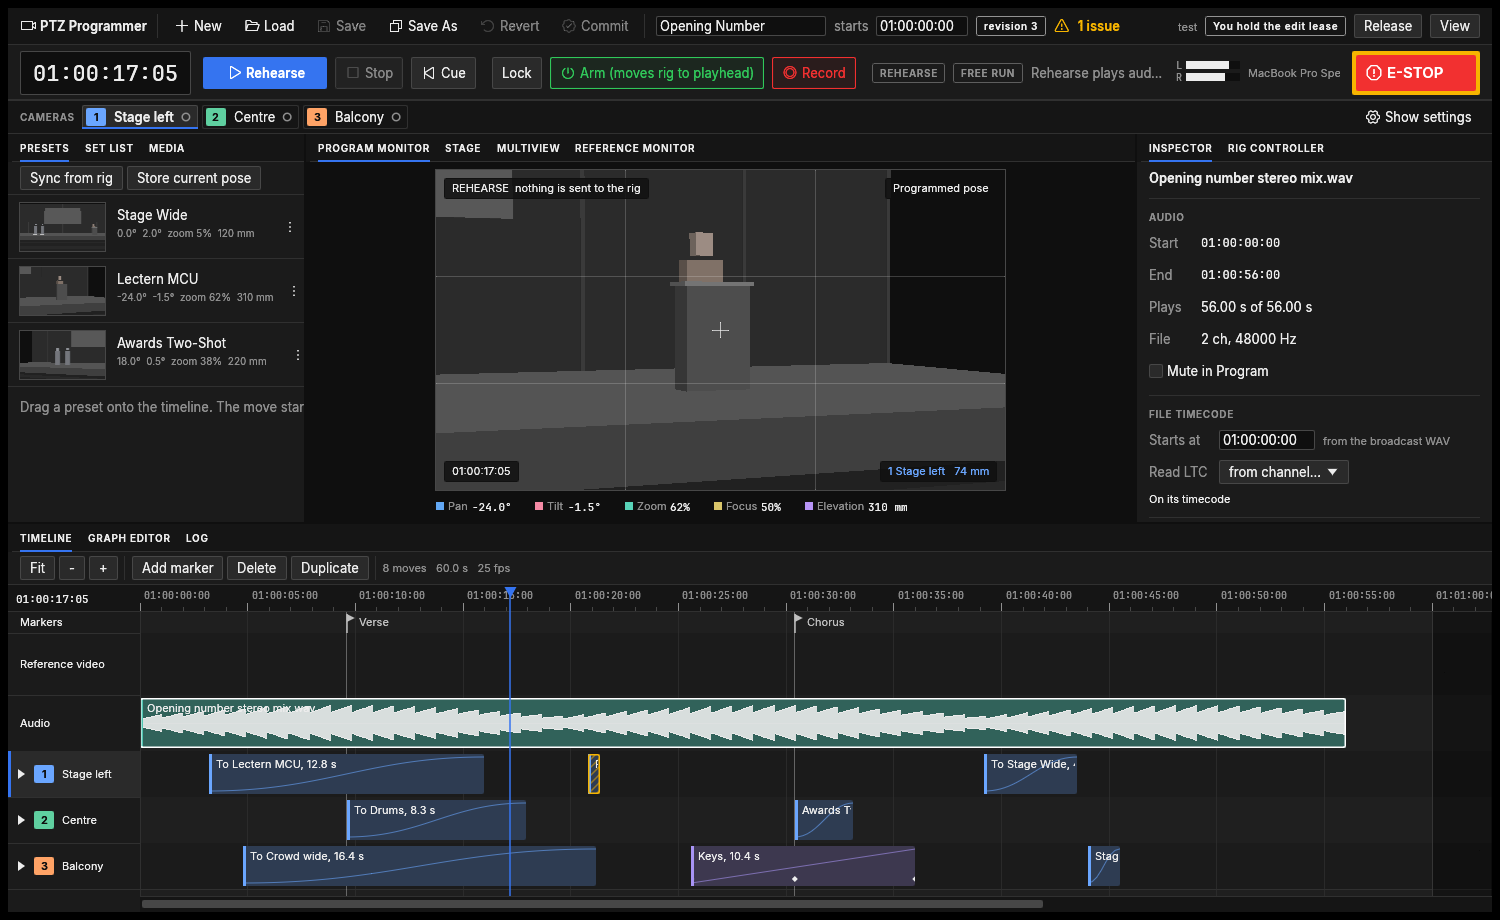 PTZ Programmer New Load Save Save As Revert Commit Opening Number starts 01:00:00:00 revision 3 1 issue test You hold the edit lease Release View
01:00:17:05 Rehearse Stop Cue Lock Arm (moves rig to playhead) Record REHEARSE FREE RUN Rehearse plays aud... L R MacBook Pro Spe E-STOP
CAMERAS 1 Stage left 2 Centre 3 Balcony Show settings
PRESETS SET LIST MEDIA
Sync from rig Store current pose
Stage Wide
0.0° 2.0° zoom 5% 120 mm
Lectern MCU
-24.0° -1.5° zoom 62% 310 mm
Awards Two-Shot
18.0° 0.5° zoom 38% 220 mm
Drag a preset onto the timeline. The move star
PROGRAM MONITOR STAGE MULTIVIEW REFERENCE MONITOR
REHEARSE nothing is sent to the rig Programmed pose
01:00:17:05 1 Stage left 74 mm
Pan -24.0° Tilt -1.5° Zoom 62% Focus 50% Elevation 310 mm
INSPECTOR RIG CONTROLLER
Opening number stereo mix.wav
AUDIO
Start 01:00:00:00
End 01:00:56:00
Plays 56.00 s of 56.00 s
File 2 ch, 48000 Hz
Mute in Program
FILE TIMECODE
Starts at 01:00:00:00 from the broadcast WAV
Read LTC from channel...
On its timecode
TIMELINE GRAPH EDITOR LOG
Fit - + Add marker Delete Duplicate 8 moves 60.0 s 25 fps
01:00:17:05 01:00:00:00 01:00:05:00 01:00:10:00 01:00:15:00 01:00:20:00 01:00:25:00 01:00:30:00 01:00:35:00 01:00:40:00 01:00:45:00 01:00:50:00 01:00:55:00 01:01:00:0
Markers Verse Chorus
Reference video
Audio Opening number stereo mix.wav
1 Stage left To Lectern MCU, 12.8 s To Stage Wide,
2 Centre To Drums, 8.3 s Awards T
3 Balcony To Crowd wide, 16.4 s Keys, 10.4 s Stag